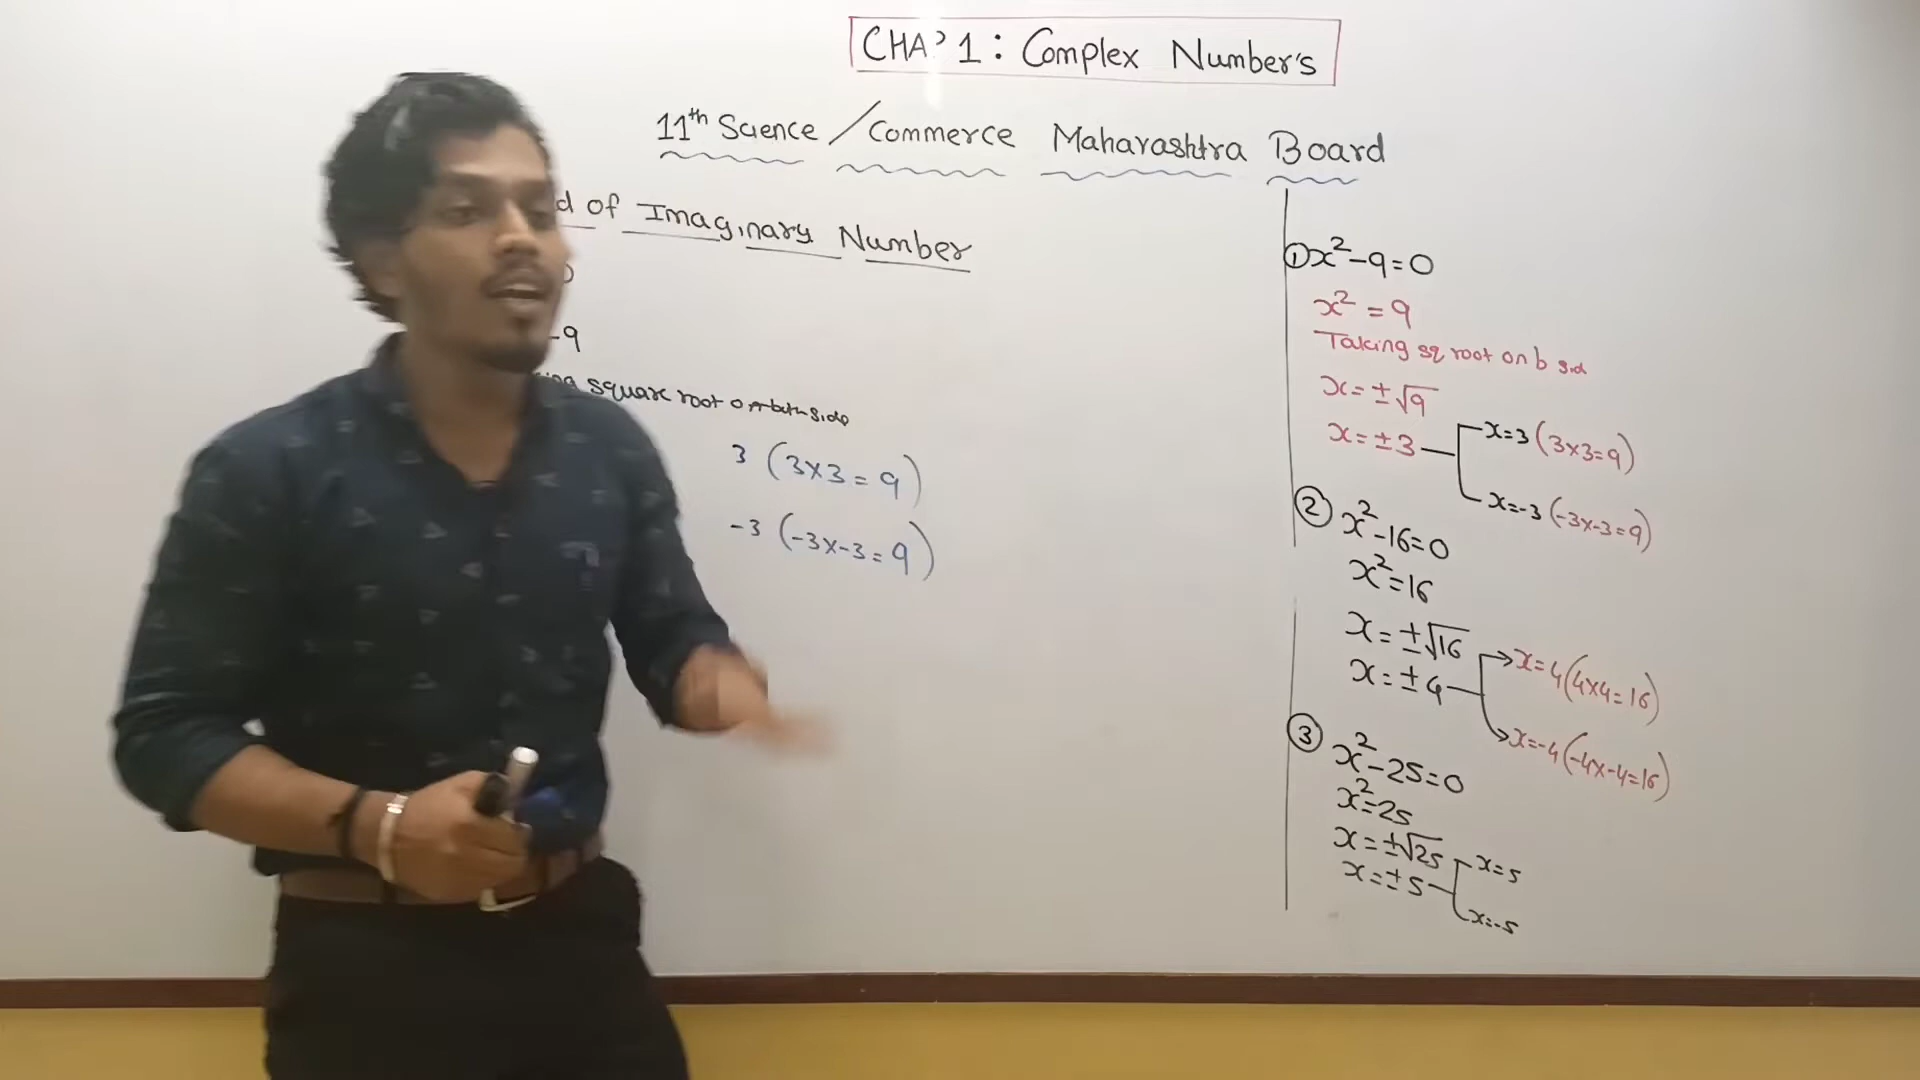 CHAP 1 : Complex Number's
11th Science / Commerce Maharashtra Board
d of Imaginary Number
-9
square root on both side
3 (3x3 = 9)
-3 (-3x-3 = 9)
① x²-9=0
x² = 9
Taking sq root on b sid
x = ±√9
x = ±3
x=3 (3x3=9)
x=-3 (-3x-3=9)
② x²-16=0
x²=16
x = ±√16
x = ±4
x=4 (4x4=16)
x=-4 (-4x-4=16)
③ x²-25=0
x²=25
x = ±√25
x = ±5
x=5
x=-5